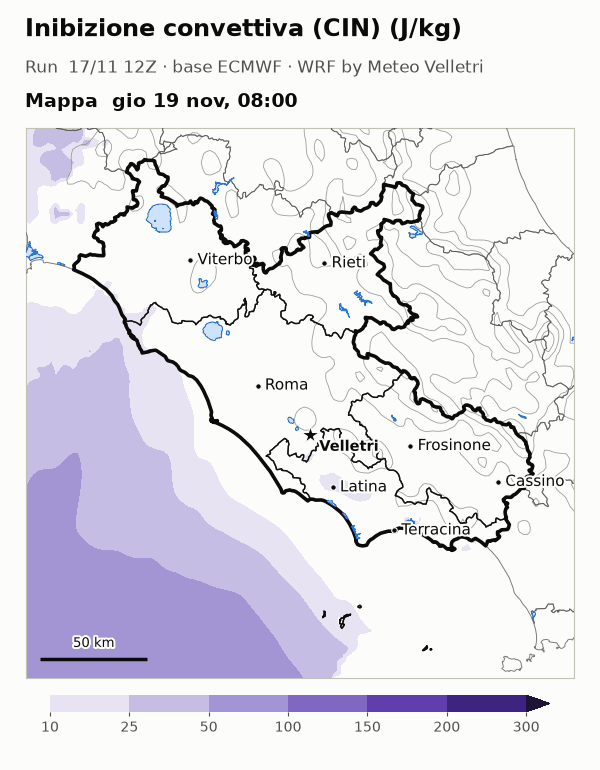 Inibizione convettiva (CIN) (J/kg)
Run  17/11 12Z · base ECMWF · WRF by Meteo Velletri
Mappa  gio 19 nov, 08:00
Viterbo
Rieti
Roma
Velletri
Frosinone
Latina
Cassino
Terracina
50 km
10 25 50 100 150 200 300